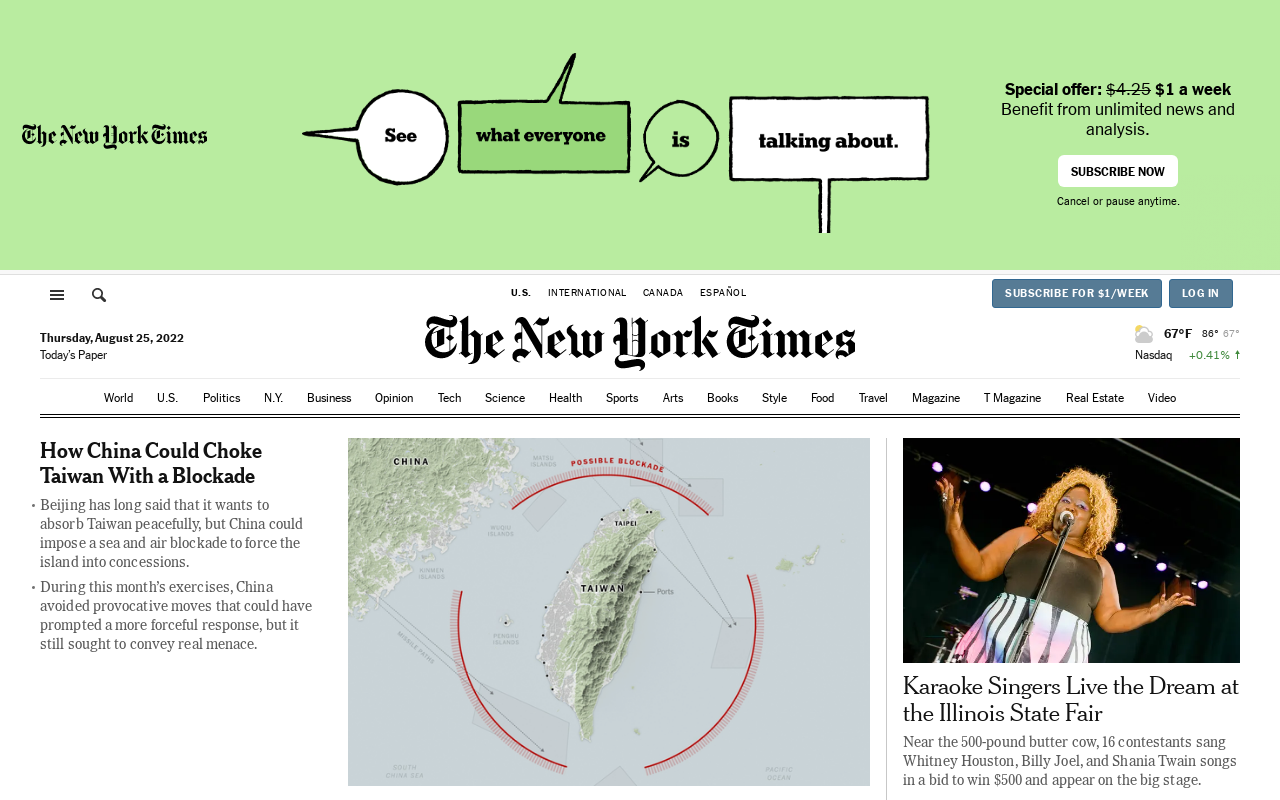 The New York Times
See what everyone is talking about.
Special offer: $4.25 $1 a week
Benefit from unlimited news and
analysis.
SUBSCRIBE NOW
Cancel or pause anytime.
U.S. INTERNATIONAL CANADA ESPAÑOL
SUBSCRIBE FOR $1/WEEK LOG IN
Thursday, August 25, 2022
Today's Paper
The New York Times
67°F 86° 67°
Nasdaq +0.41% ↑
World U.S. Politics N.Y. Business Opinion Tech Science Health Sports Arts Books Style Food Travel Magazine T Magazine Real Estate Video
How China Could Choke
Taiwan With a Blockade
• Beijing has long said that it wants to
absorb Taiwan peacefully, but China could
impose a sea and air blockade to force the
island into concessions.
• During this month's exercises, China
avoided provocative moves that could have
prompted a more forceful response, but it
still sought to convey real menace.
CHINA
MATSU
ISLANDS
POSSIBLE BLOCKADE
WUQIU
ISLANDS
TAIPEI
KINMEN
ISLANDS
TAIWAN
Ports
PENGHU
ISLANDS
MISSILE PATHS
SOUTH
CHINA SEA
PACIFIC
OCEAN
Karaoke Singers Live the Dream at
the Illinois State Fair
Near the 500-pound butter cow, 16 contestants sang
Whitney Houston, Billy Joel, and Shania Twain songs
in a bid to win $500 and appear on the big stage.